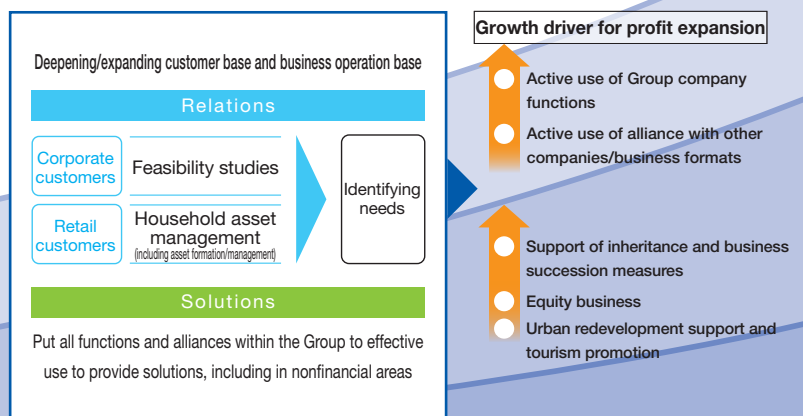 Deepening/expanding customer base and business operation base
Relations
Corporate
customers
Feasibility studies
Retail
customers
Household asset
management
(including asset formation/management)
Identifying
needs
Solutions
Put all functions and alliances within the Group to effective
use to provide solutions, including in nonfinancial areas
Growth driver for profit expansion
Active use of Group company
functions
Active use of alliance with other
companies/business formats
Support of inheritance and business
succession measures
Equity business
Urban redevelopment support and
tourism promotion